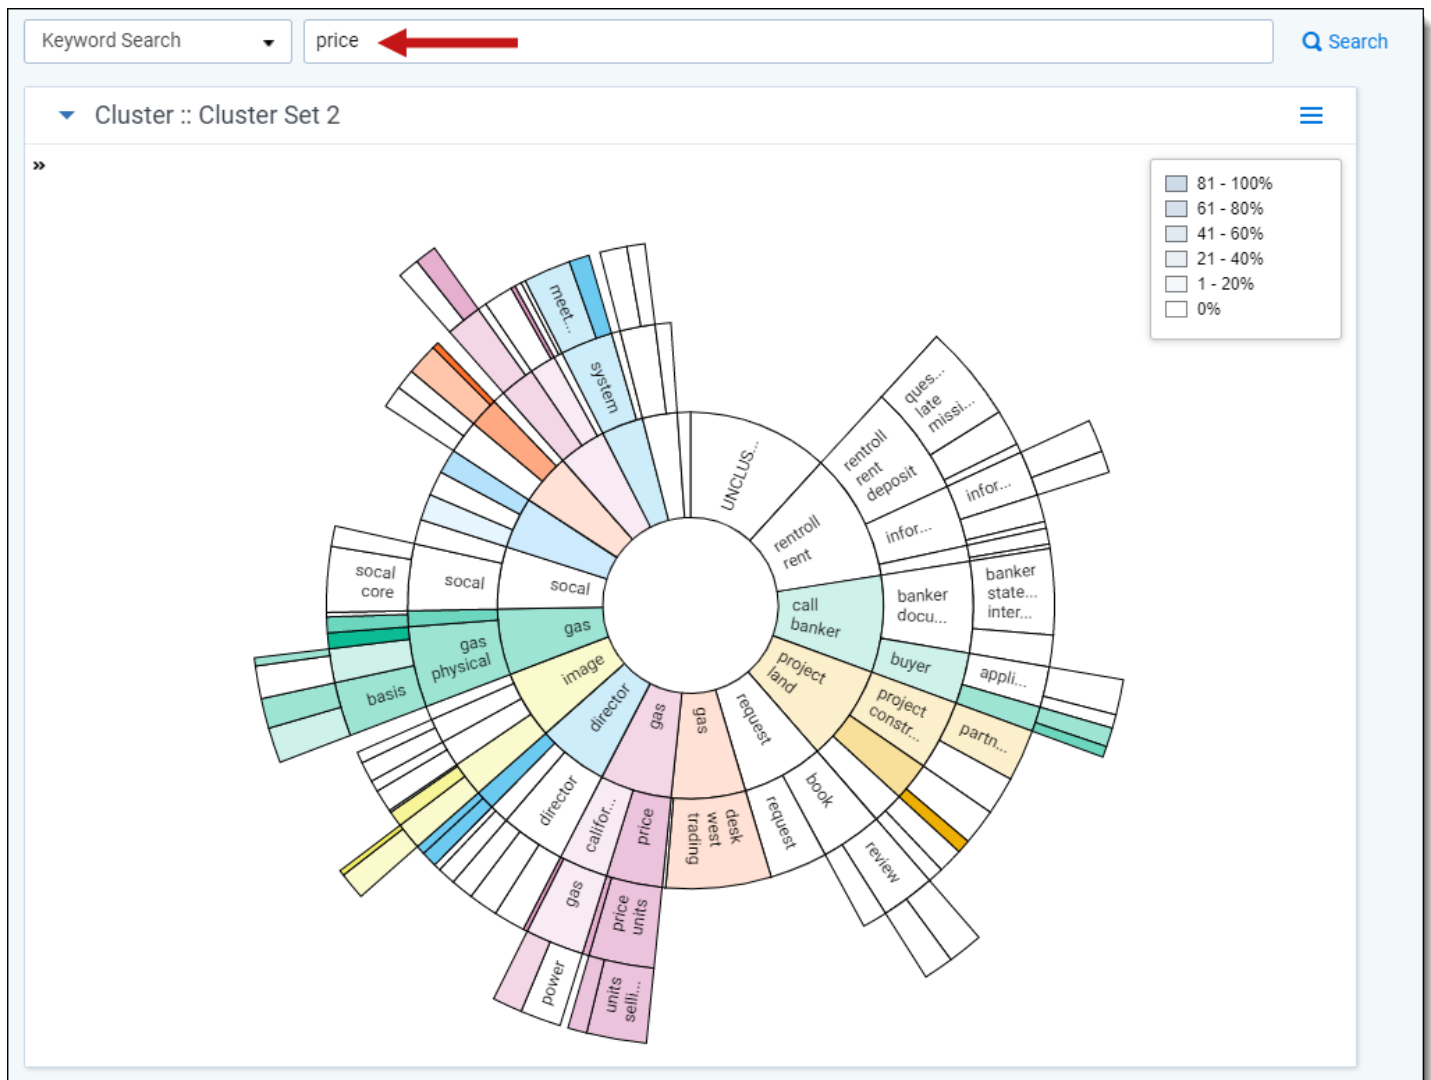 Keyword Search
price
Search
Cluster :: Cluster Set 2
»
81 - 100%
61 - 80%
41 - 60%
21 - 40%
1 - 20%
0%
meet...
system
UNCLUS...
rentroll
rent
rentroll
rent
deposit
ques...
late
missi...
infor...
infor...
call
banker
banker
docu...
banker
state...
inter...
buyer
appli...
project
land
project
constr...
partn...
request
request
book
review
gas
desk
west
trading
gas
price
price
units
units
selli...
califor...
gas
power
director
director
image
gas
gas
physical
basis
socal
socal
socal
core